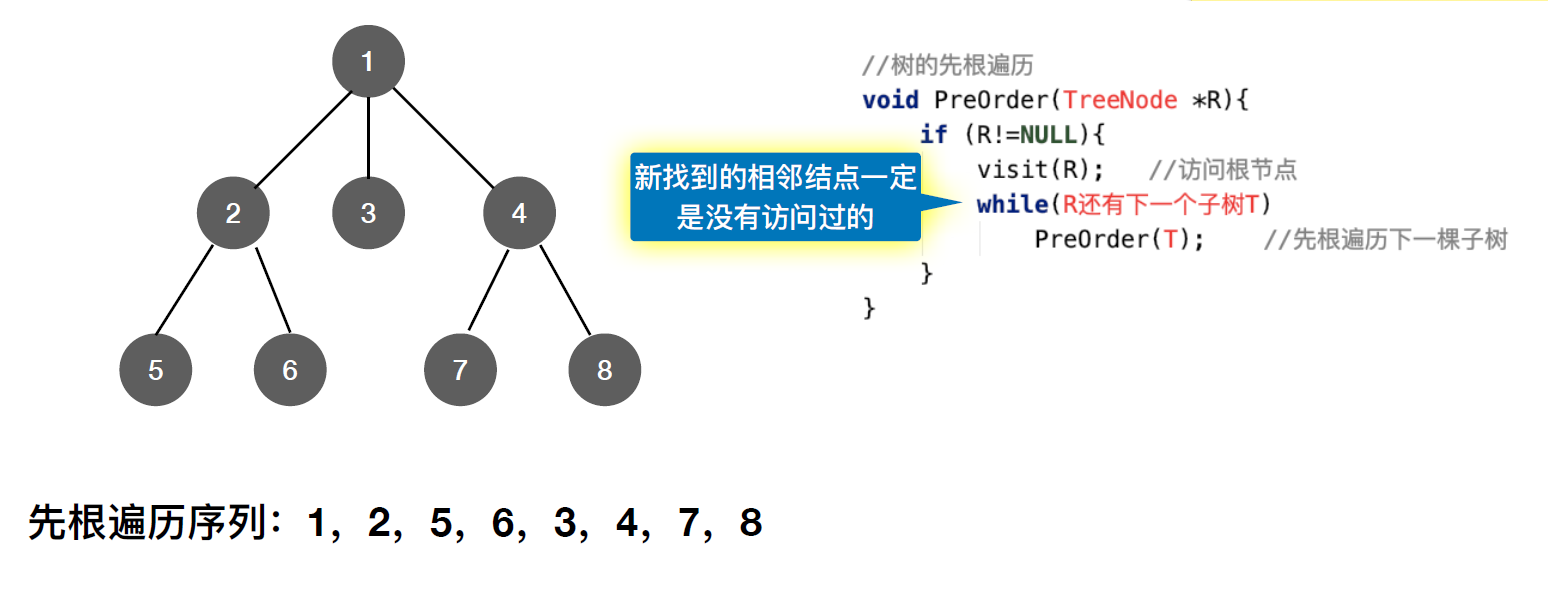 1
2
3
4
5
6
7
8
//树的先根遍历
void PreOrder(TreeNode *R){
if (R!=NULL){
visit(R); //访问根节点
while(R还有下一个子树T)
PreOrder(T); //先根遍历下一棵子树
}
}
新找到的相邻结点一定
是没有访问过的
先根遍历序列：1，2，5，6，3，4，7，8